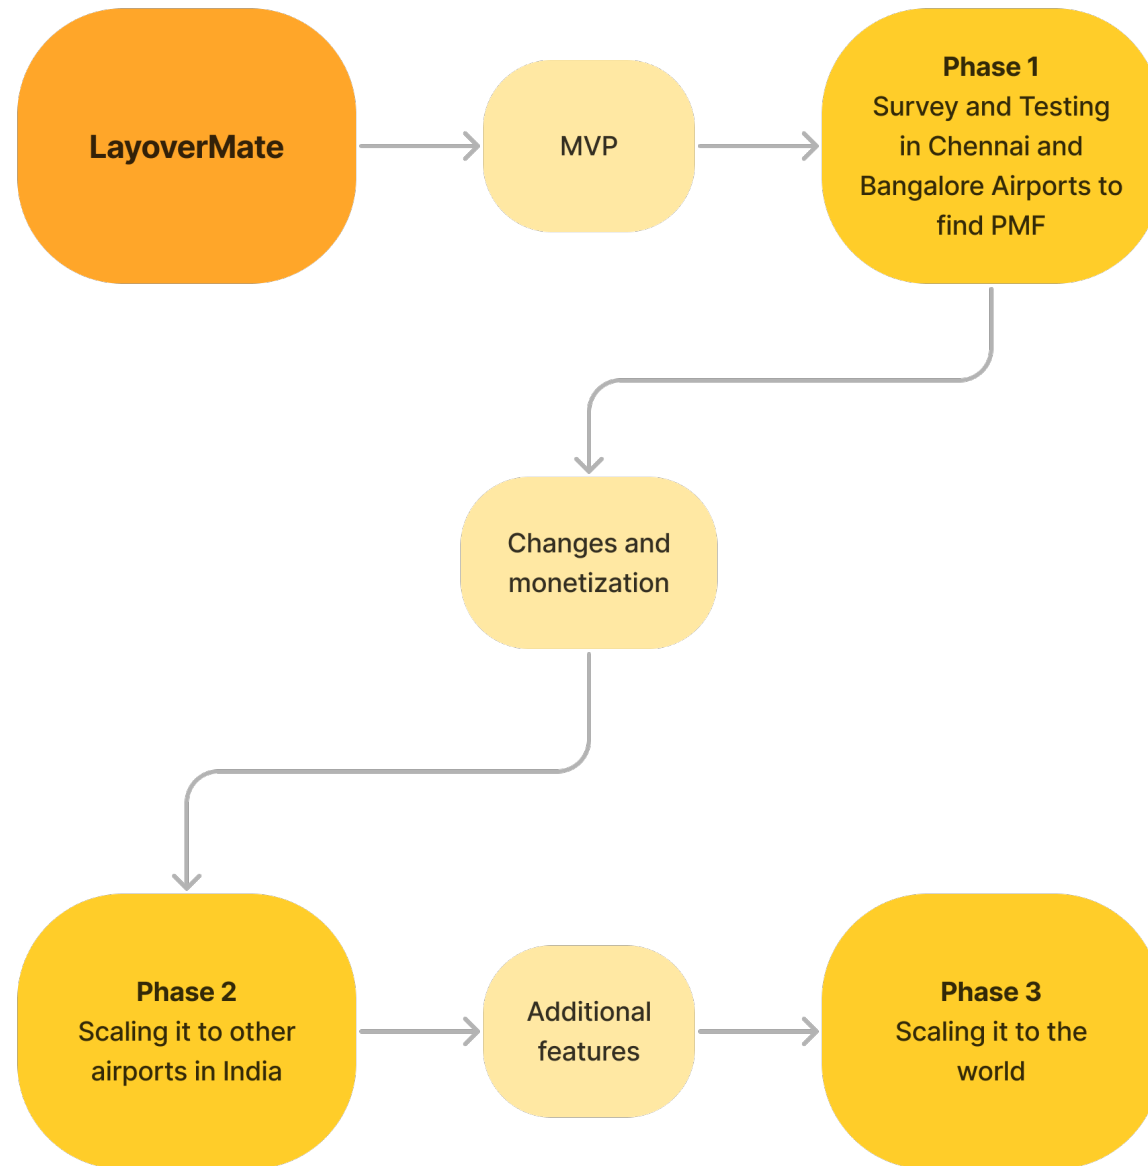 LayoverMate
MVP
Phase 1
Survey and Testing
in Chennai and
Bangalore Airports to
find PMF
Changes and
monetization
Phase 2
Scaling it to other
airports in India
Additional
features
Phase 3
Scaling it to the
world